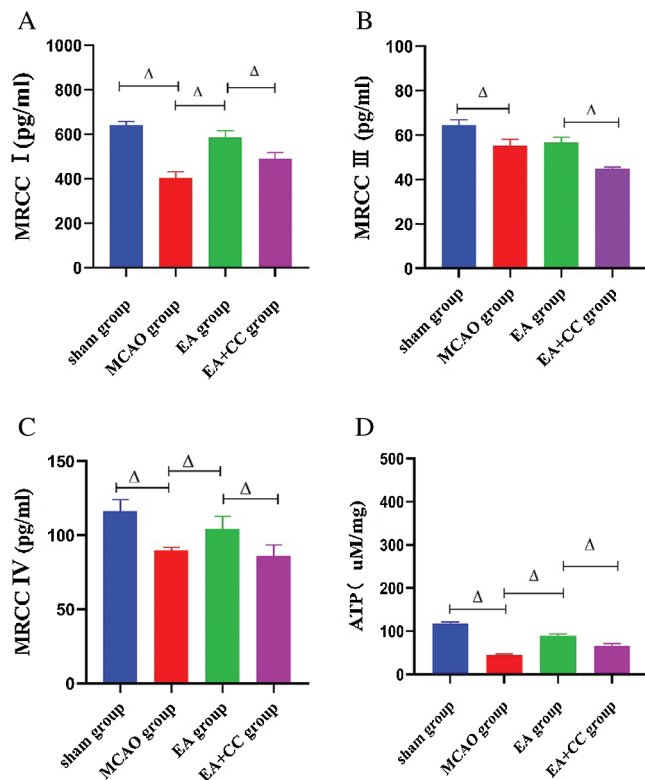 A
MRCC Ⅰ (pg/ml)
1000
800
600
400
200
0
Δ
Δ
Δ
sham group
MCAO group
EA group
EA+CC group
B
MRCC Ⅲ (pg/ml)
100
80
60
40
20
0
Δ
Δ
sham group
MCAO group
EA group
EA+CC group
C
MRCC IV (pg/ml)
150
100
50
0
Δ
Δ
Δ
sham group
MCAO group
EA group
EA+CC group
D
ATP( uM/mg)
500
400
300
200
100
0
Δ
Δ
Δ
sham group
MCAO group
EA group
EA+CC group